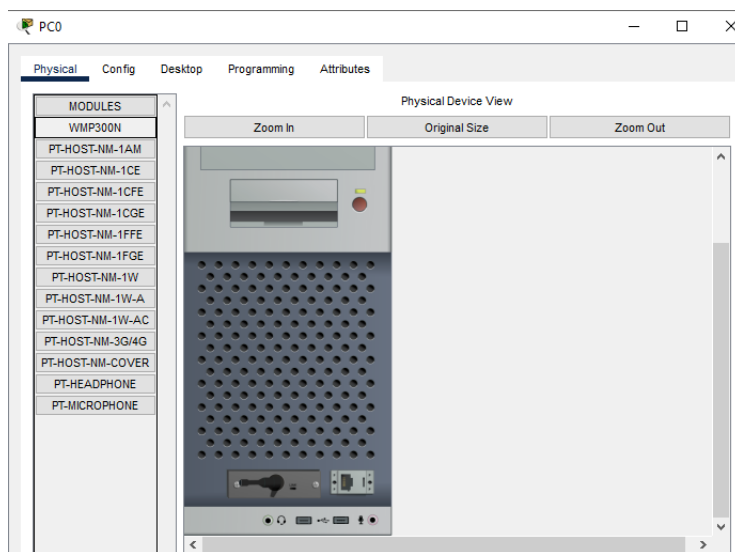 PC0
Physical Config Desktop Programming Attributes
MODULES
WMP300N
PT-HOST-NM-1AM
PT-HOST-NM-1CE
PT-HOST-NM-1CFE
PT-HOST-NM-1CGE
PT-HOST-NM-1FFE
PT-HOST-NM-1FGE
PT-HOST-NM-1W
PT-HOST-NM-1W-A
PT-HOST-NM-1W-AC
PT-HOST-NM-3G/4G
PT-HOST-NM-COVER
PT-HEADPHONE
PT-MICROPHONE
Physical Device View
Zoom In Original Size Zoom Out